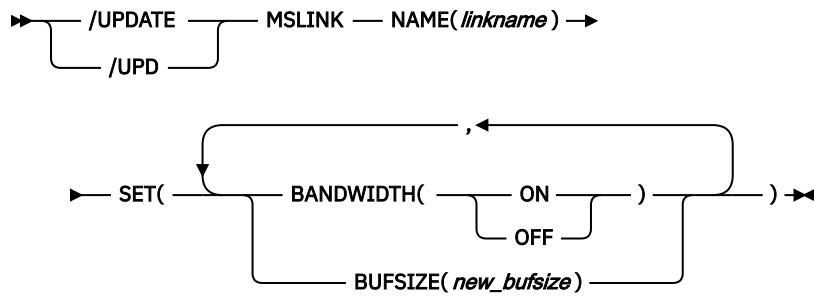 /UPDATE MSLINK NAME(linkname)
/UPD
,
SET( BANDWIDTH( ON ) )
OFF
BUFSIZE(new_bufsize)